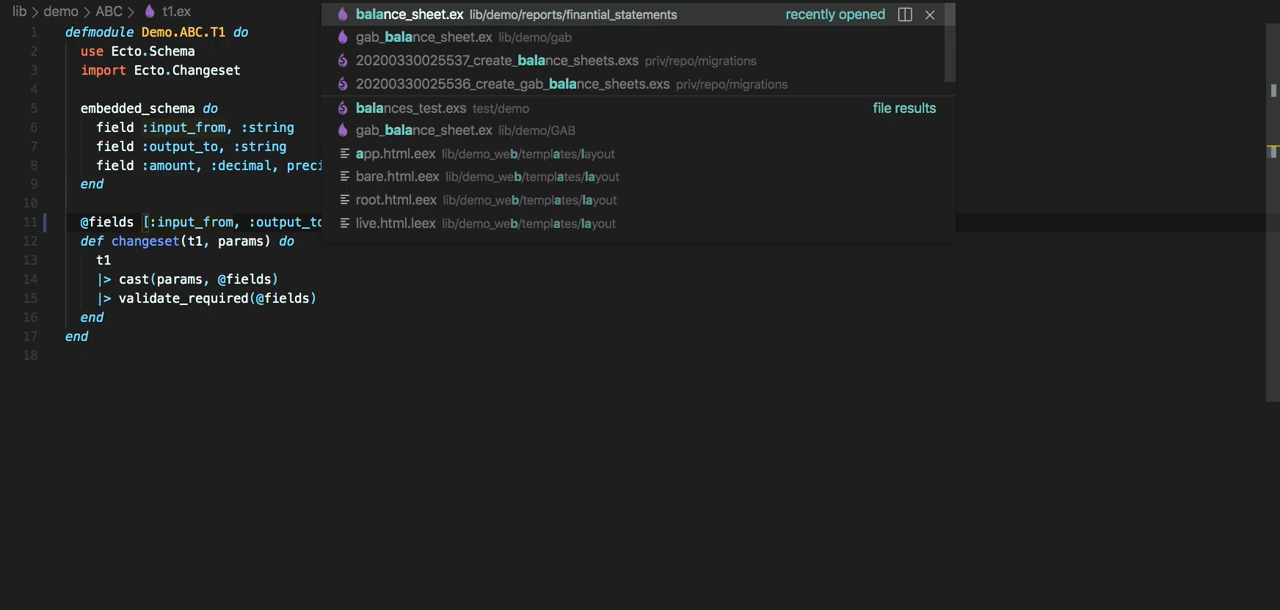 lib > demo > ABC > t1.ex
1 defmodule Demo.ABC.T1 do
2 use Ecto.Schema
3 import Ecto.Changeset
4
5 embedded_schema do
6 field :input_from, :string
7 field :output_to, :string
8 field :amount, :decimal, preci
9 end
10
11 @fields [:input_from, :output_to
12 def changeset(t1, params) do
13 t1
14 |> cast(params, @fields)
15 |> validate_required(@fields)
16 end
17 end
18
balance_sheet.ex lib/demo/reports/finantial_statements recently opened
gab_balance_sheet.ex lib/demo/gab
20200330025537_create_balance_sheets.exs priv/repo/migrations
20200330025536_create_gab_balance_sheets.exs priv/repo/migrations
balances_test.exs test/demo file results
gab_balance_sheet.ex lib/demo/GAB
app.html.eex lib/demo_web/templates/layout
bare.html.eex lib/demo_web/templates/layout
root.html.eex lib/demo_web/templates/layout
live.html.leex lib/demo_web/templates/layout